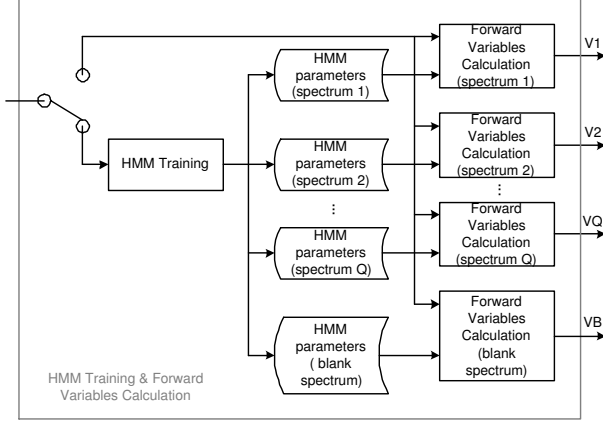 Forward
Variables
Calculation
(spectrum 1)
V1
HMM
parameters
(spectrum 1)
HMM Training
HMM
parameters
(spectrum 2)
Forward
Variables
Calculation
(spectrum 2)
V2
...
...
HMM
parameters
(spectrum Q)
Forward
Variables
Calculation
(spectrum Q)
VQ
HMM
parameters
( blank
spectrum)
Forward
Variables
Calculation
(blank
spectrum)
VB
HMM Training & Forward
Variables Calculation